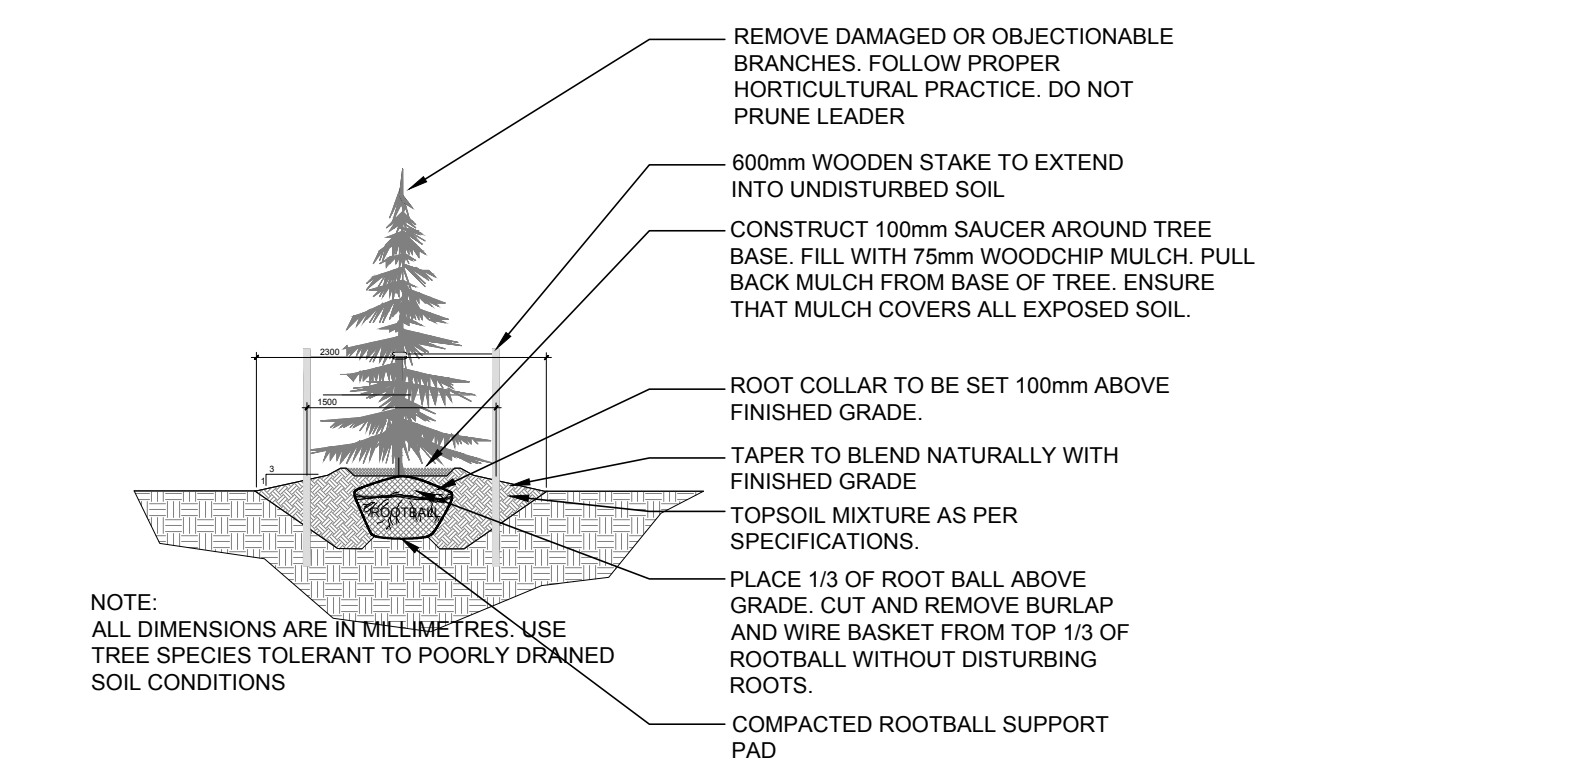 REMOVE DAMAGED OR OBJECTIONABLE
BRANCHES. FOLLOW PROPER
HORTICULTURAL PRACTICE. DO NOT
PRUNE LEADER
600mm WOODEN STAKE TO EXTEND
INTO UNDISTURBED SOIL
CONSTRUCT 100mm SAUCER AROUND TREE
BASE. FILL WITH 75mm WOODCHIP MULCH. PULL
BACK MULCH FROM BASE OF TREE. ENSURE
THAT MULCH COVERS ALL EXPOSED SOIL.
2300
1500
ROOT COLLAR TO BE SET 100mm ABOVE
FINISHED GRADE.
3
1
TAPER TO BLEND NATURALLY WITH
FINISHED GRADE
ROOTBALL
TOPSOIL MIXTURE AS PER
SPECIFICATIONS.
PLACE 1/3 OF ROOT BALL ABOVE
GRADE. CUT AND REMOVE BURLAP
AND WIRE BASKET FROM TOP 1/3 OF
ROOTBALL WITHOUT DISTURBING
ROOTS.
NOTE:
ALL DIMENSIONS ARE IN MILLIMETRES. USE
TREE SPECIES TOLERANT TO POORLY DRAINED
SOIL CONDITIONS
COMPACTED ROOTBALL SUPPORT
PAD